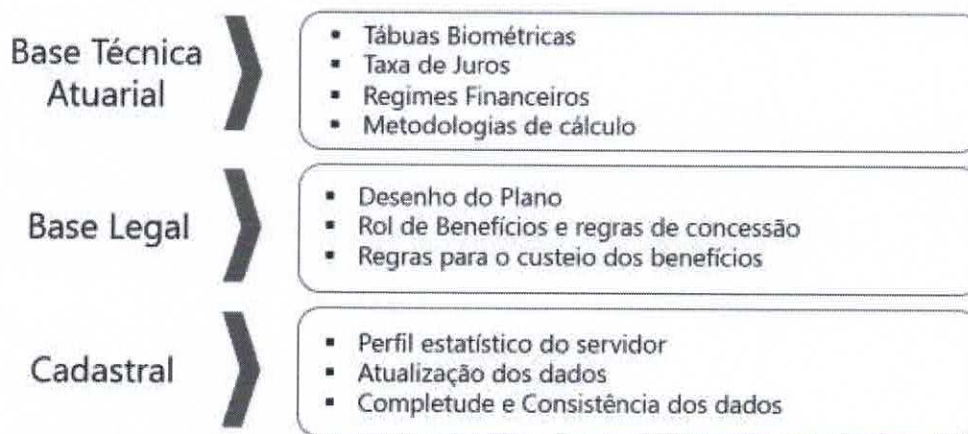 Base Técnica
Atuarial
▪ Tábuas Biométricas
▪ Taxa de Juros
▪ Regimes Financeiros
▪ Metodologias de cálculo
Base Legal
▪ Desenho do Plano
▪ Rol de Benefícios e regras de concessão
▪ Regras para o custeio dos benefícios
Cadastral
▪ Perfil estatístico do servidor
▪ Atualização dos dados
▪ Completude e Consistência dos dados